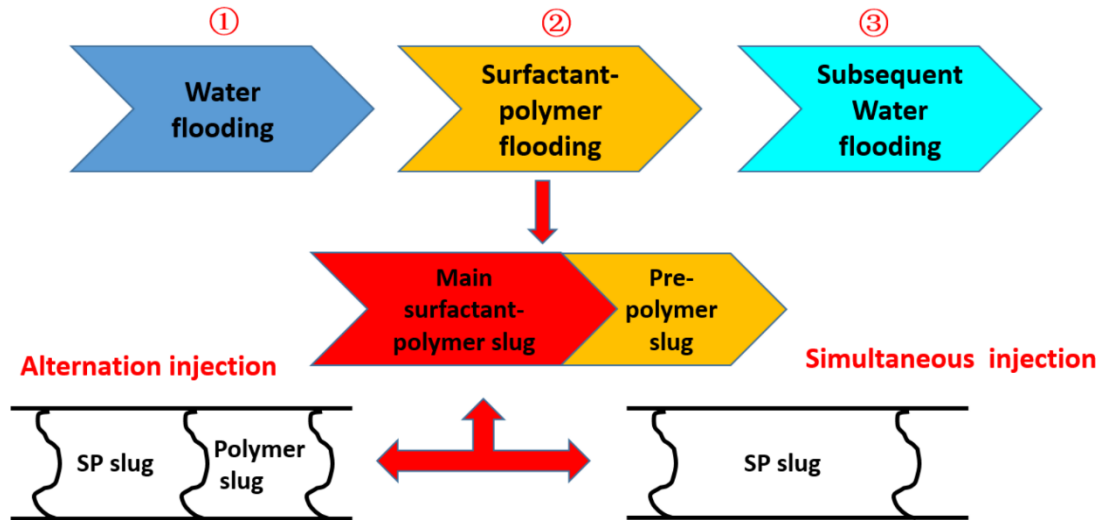 ①
②
③
Water
flooding
Surfactant-
polymer
flooding
Subsequent
Water
flooding
Main
surfactant-
polymer slug
Pre-
polymer
slug
Alternation injection
Simultaneous injection
SP slug
Polymer
slug
SP slug